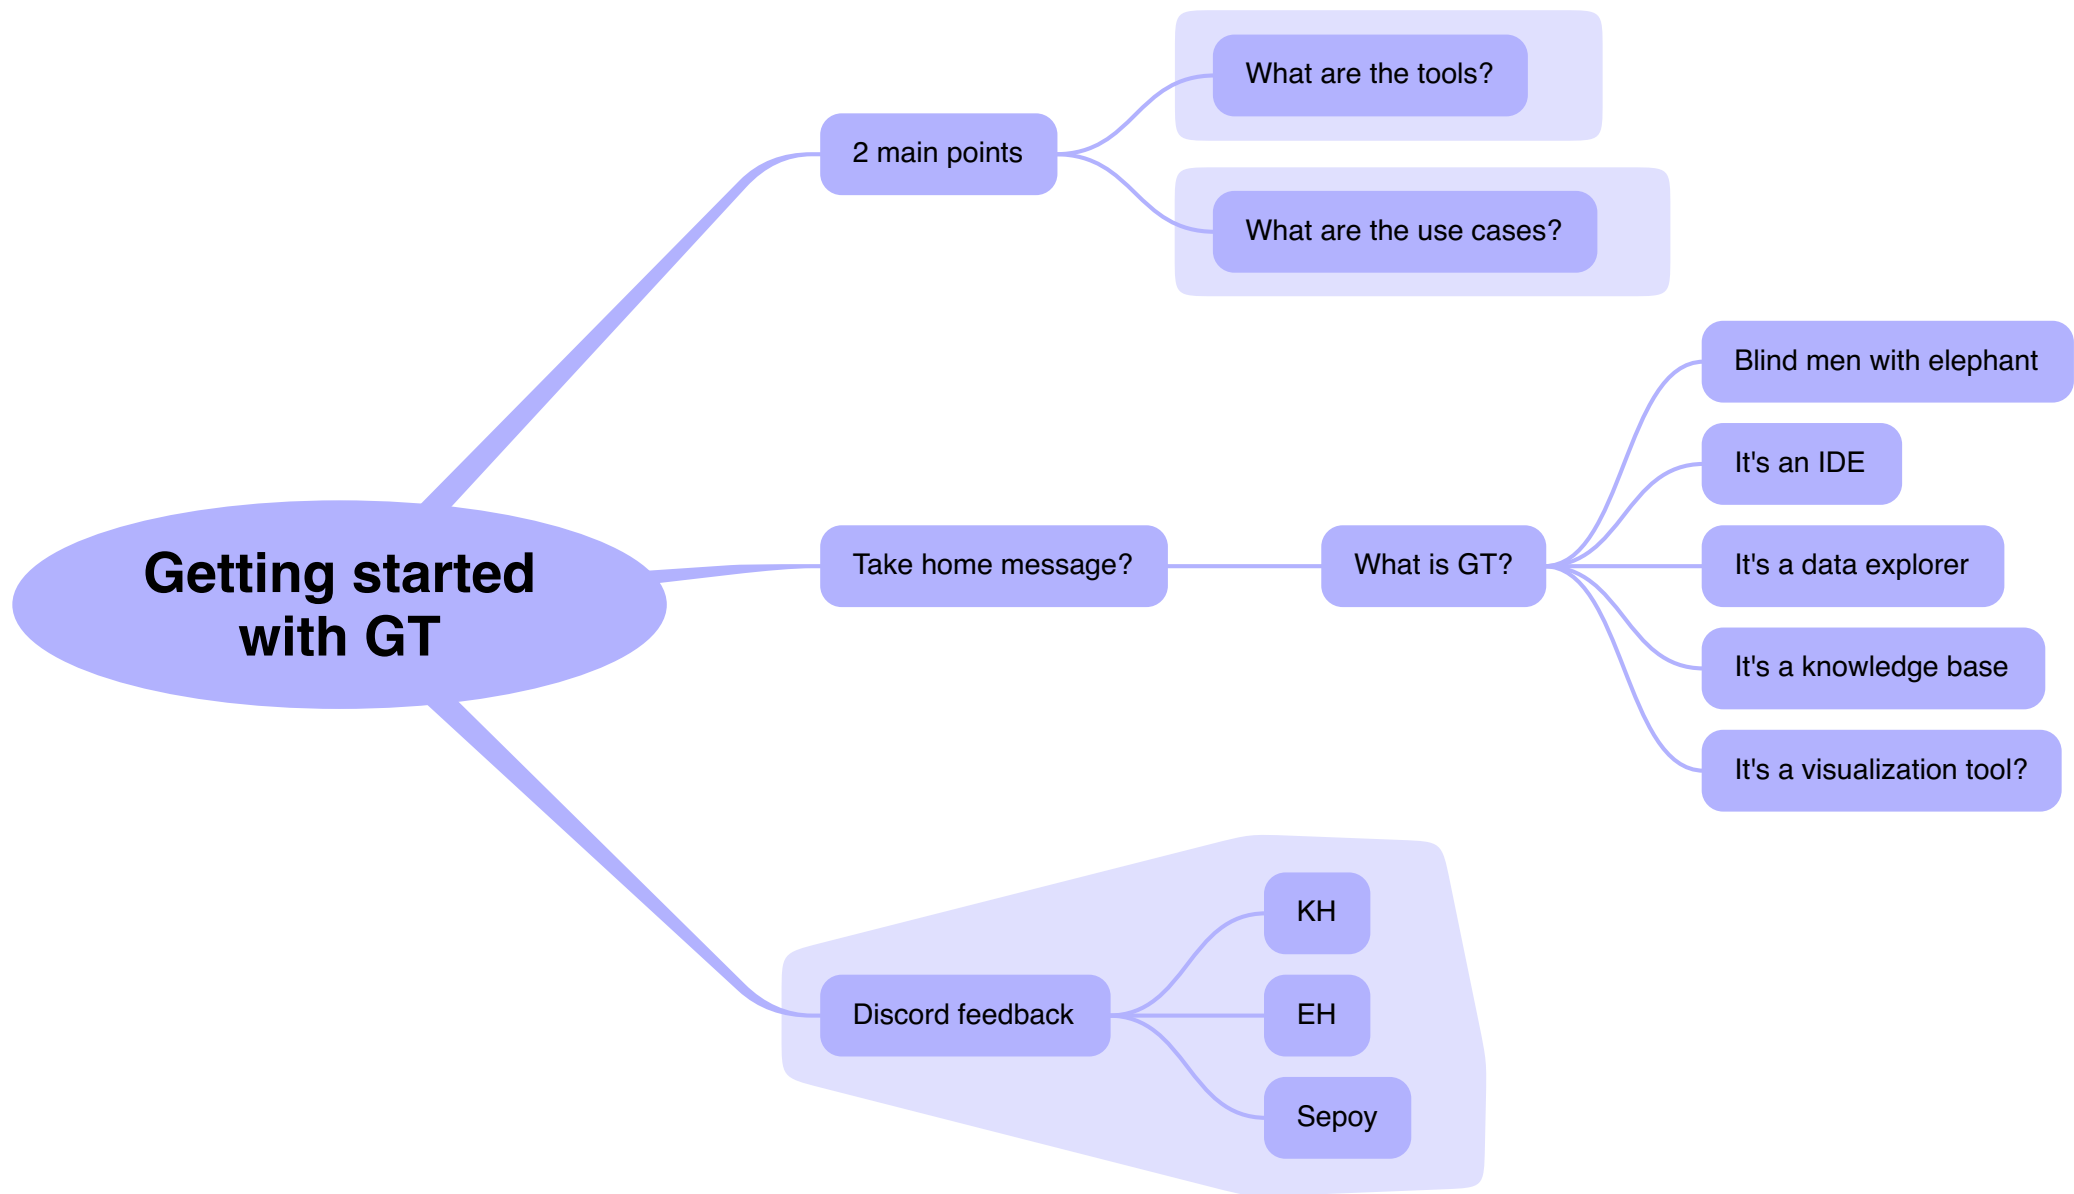 Getting started
with GT
2 main points
What are the tools?
What are the use cases?
Take home message?
What is GT?
Blind men with elephant
It's an IDE
It's a data explorer
It's a knowledge base
It's a visualization tool?
Discord feedback
KH
EH
Sepoy